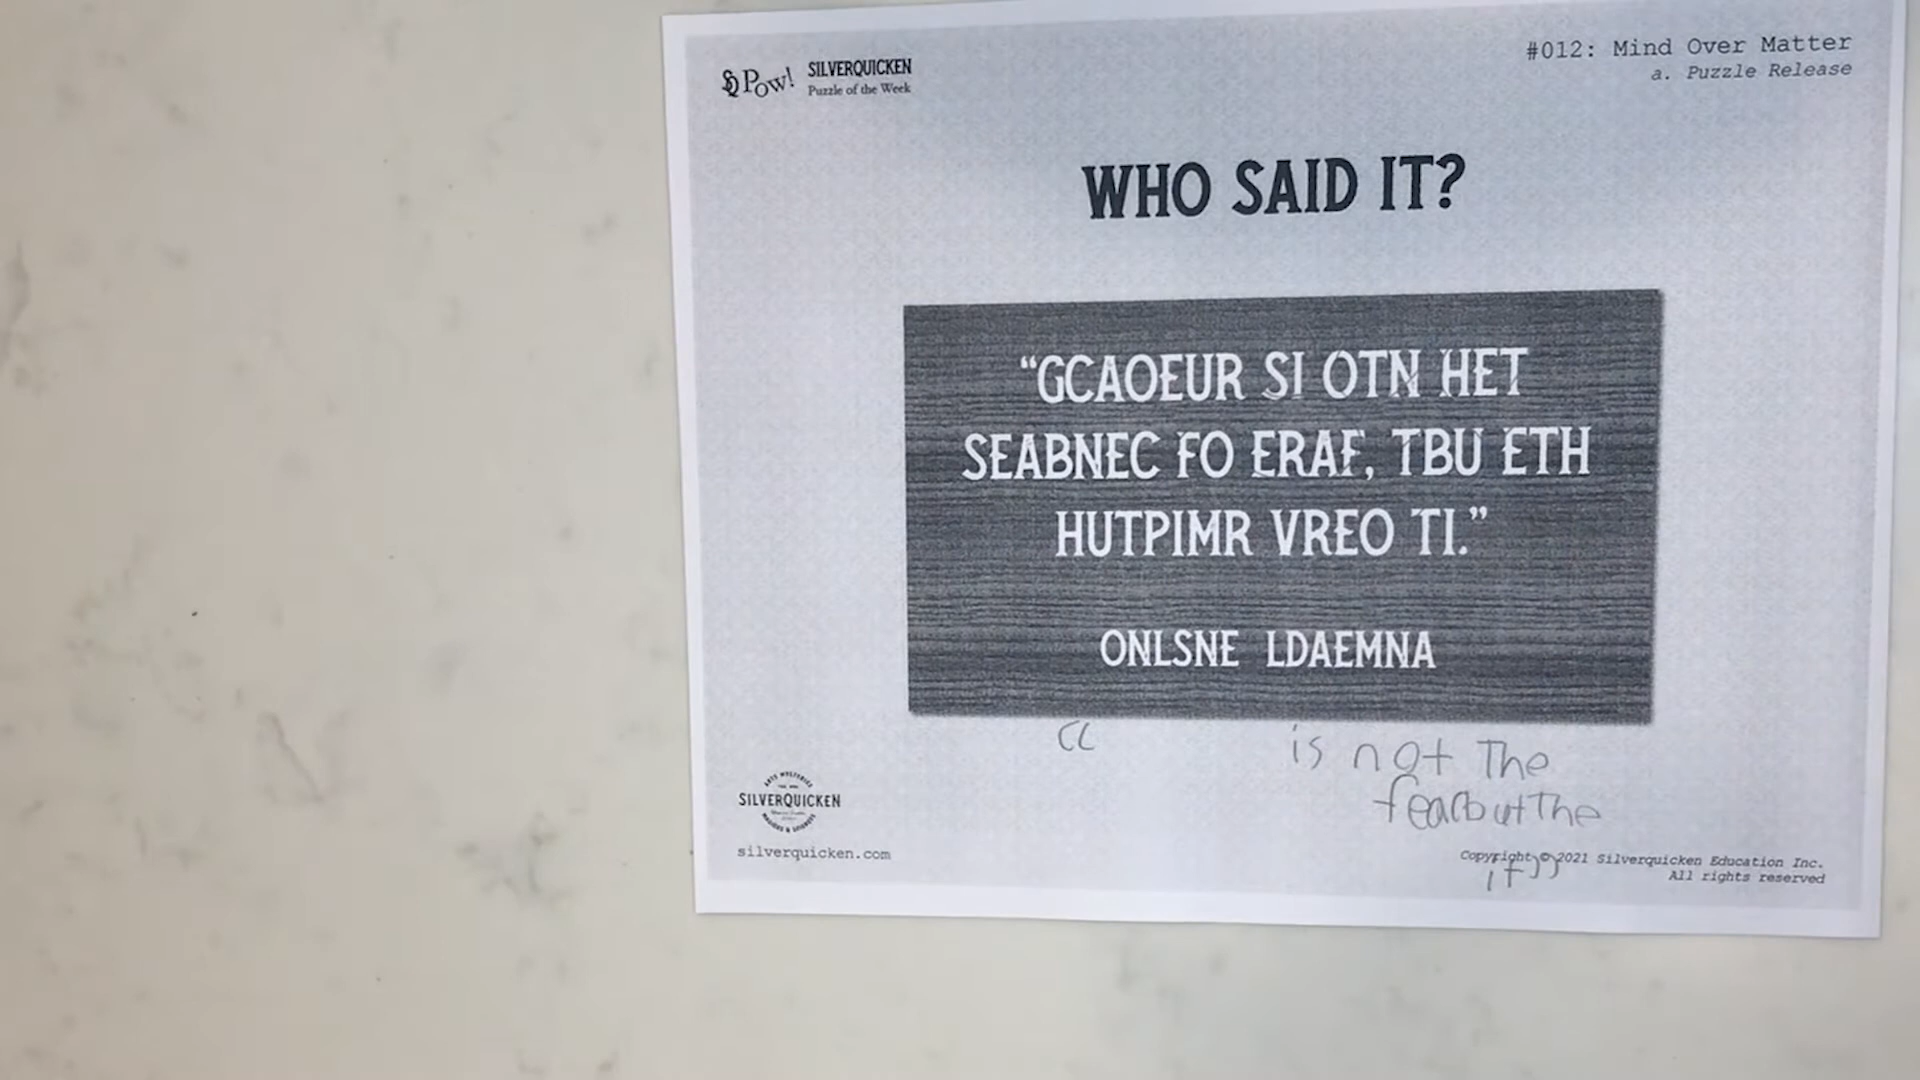 SQ Pow! SILVERQUICKEN
Puzzle of the Week
#012: Mind Over Matter
a. Puzzle Release
WHO SAID IT?
“GCAOEUR SI OTN HET
SEABNEC FO ERAF, TBU ETH
HUTPIMR VREO TI.”
ONLSNE LDAEMNA
“ is not The
fear but The
it”
SILVERQUICKEN
silverquicken.com
Copyright © 2021 Silverquicken Education Inc.
All rights reserved